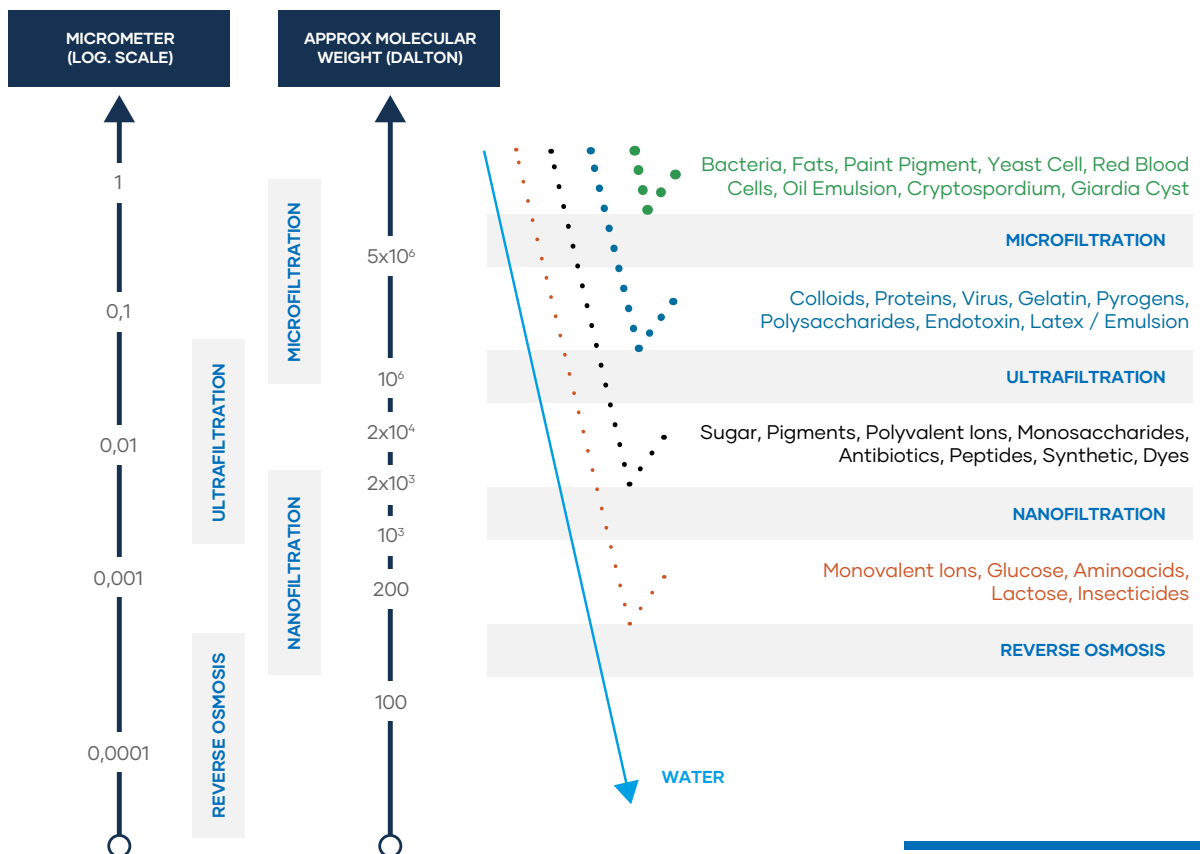 MICROMETER
(LOG. SCALE)
APPROX MOLECULAR
WEIGHT (DALTON)
1
0,1
0,01
0,001
0,0001
ULTRAFILTRATION
REVERSE OSMOSIS
MICROFILTRATION
NANOFILTRATION
5x10⁶
10⁶
2x10⁴
2x10³
10³
200
100
Bacteria, Fats, Paint Pigment, Yeast Cell, Red Blood
Cells, Oil Emulsion, Cryptospordium, Giardia Cyst
MICROFILTRATION
Colloids, Proteins, Virus, Gelatin, Pyrogens,
Polysaccharides, Endotoxin, Latex / Emulsion
ULTRAFILTRATION
Sugar, Pigments, Polyvalent Ions, Monosaccharides,
Antibiotics, Peptides, Synthetic, Dyes
NANOFILTRATION
Monovalent Ions, Glucose, Aminoacids,
Lactose, Insecticides
REVERSE OSMOSIS
WATER